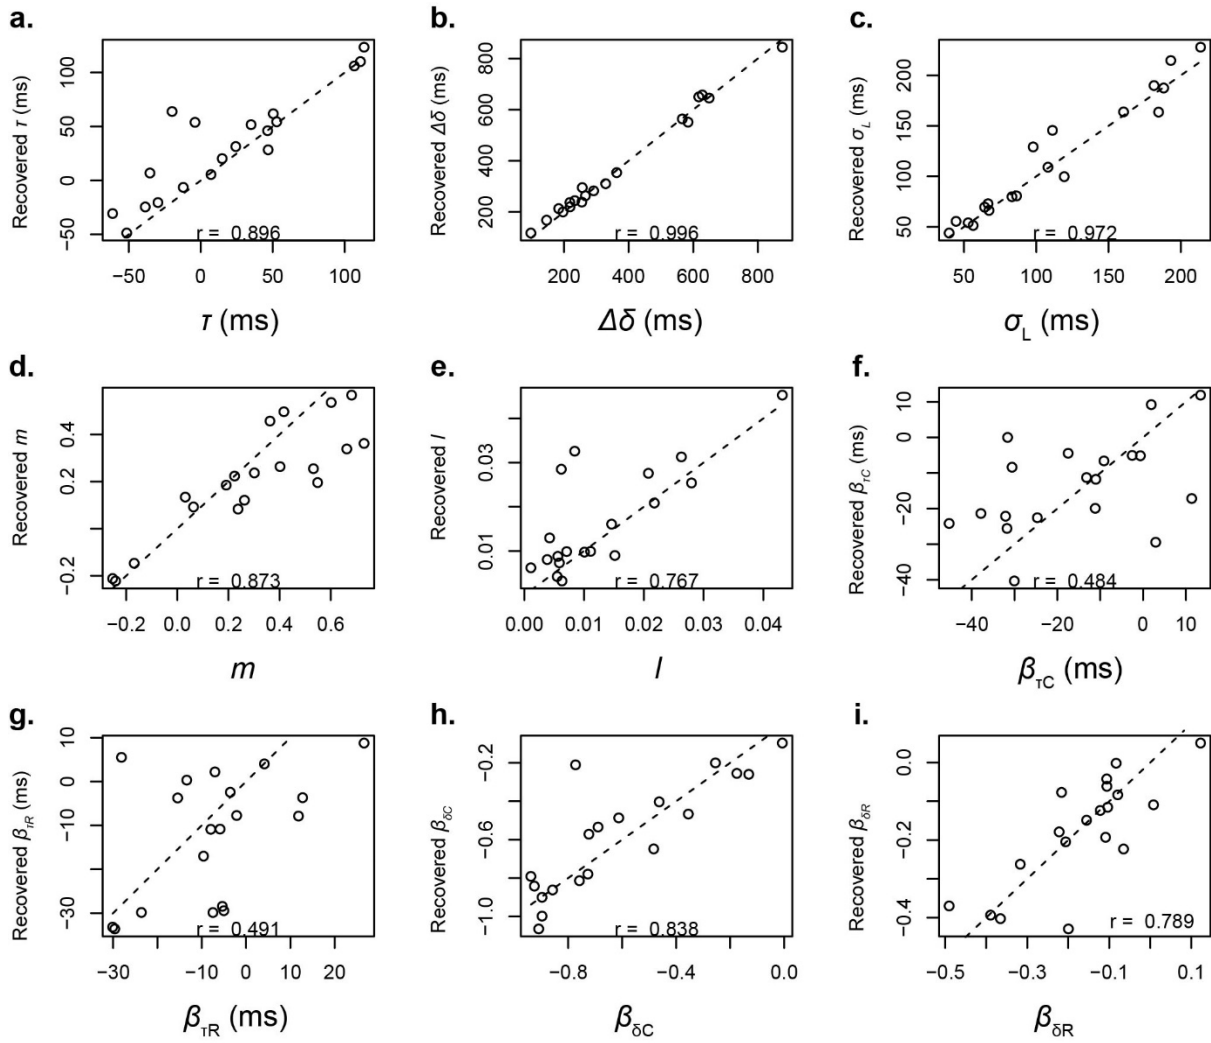 a.
Recovered τ (ms)
100
50
0
−50
r = 0.896
−50 0 50 100
τ (ms)
b.
Recovered Δδ (ms)
800
600
400
200
r = 0.996
200 400 600 800
Δδ (ms)
c.
Recovered σL
200
150
100
50
r = 0.972
50 100 150 200
σL (ms)
d.
Recovered m
0.4
0.2
−0.2
r = 0.873
−0.2 0.0 0.2 0.4 0.6
m
e.
Recovered l
0.03
0.01
r = 0.767
0.00 0.01 0.02 0.03 0.04
l
f.
Recovered βτC (ms)
10
0
−20
−40
r = 0.484
−40 −20 0 10
βτC (ms)
g.
Recovered βτR (ms)
10
0
−10
−30
r = 0.491
−30 −10 0 10 20
βτR (ms)
h.
Recovered βδC
−0.2
−0.6
−1.0
r = 0.838
−0.8 −0.4 0.0
βδC
i.
Recovered βδR
0.0
−0.2
−0.4
r = 0.789
−0.5 −0.3 −0.1 0.1
βδR